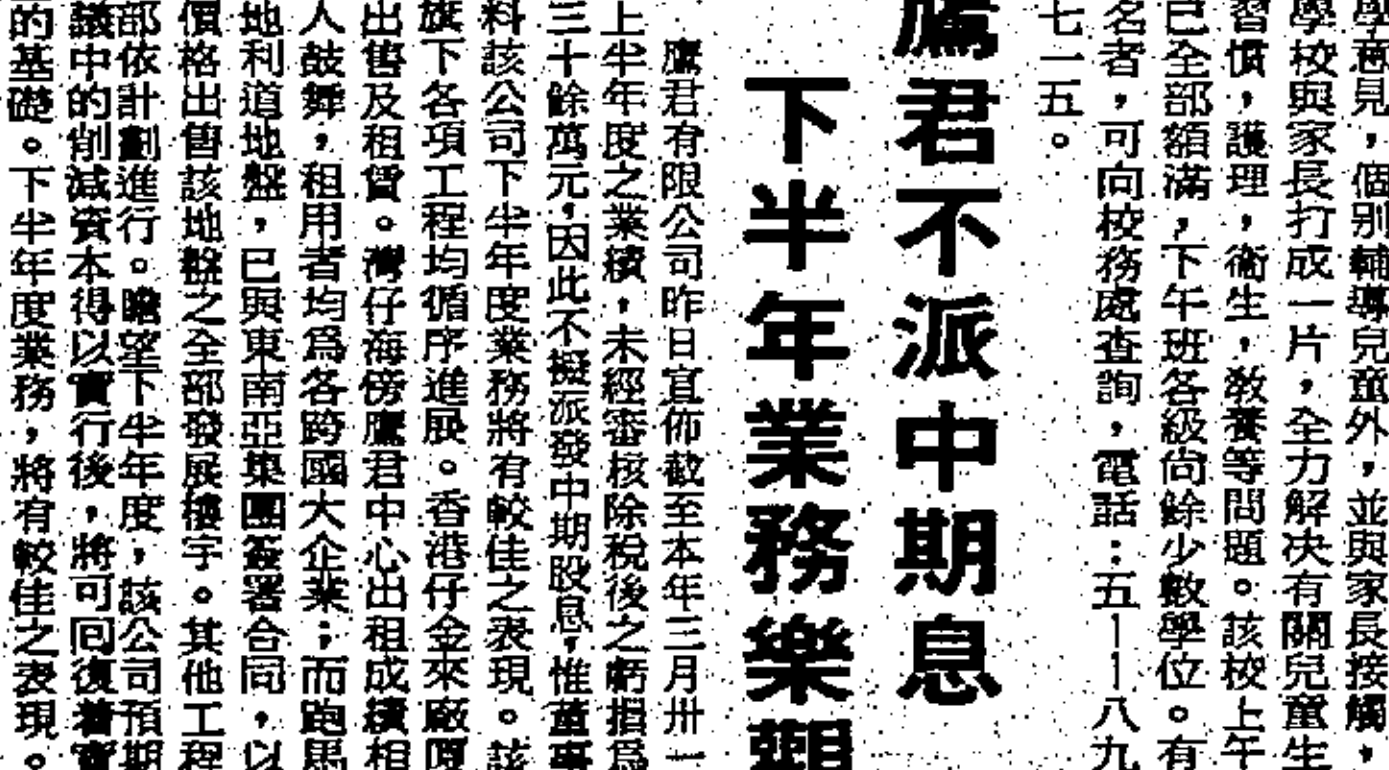 學意見，個別輔導兒童外，並與家長接觸，
學校與家長打成一片，全力解决有關兒童生
習慣，護理，衞生，敎養等問題。該校上午
已全部額滿，下午班各級尙餘少數學位。有
名者，可向校務處查詢，電話：五－－八九
七一五。
鷹君不派中期息
下半年業務樂觀
鷹君有限公司昨日宣佈截至本年三月卅一
上半年度之業績，未經審核除稅後之虧損爲
三十餘萬元，因此不擬派發中期股息，惟董事
料該公司下半年度業務將有較佳之表現。該
旗下各項工程均循序進展。香港仔金來廠厦
出售及租賃。灣仔海傍鷹君中心出租成績相
人鼓舞，租用者均爲各跨國大企業；而跑馬
地利道地盤，已與東南亞集團簽署合同，以
價格出售該地盤之全部發展樓宇。其他工程
部依計劃進行。瞻望下半年度，該公司預期
議中的削減資本得以實行後，將可囘復着實
的基礎。下半年度業務，將有較佳之表現。